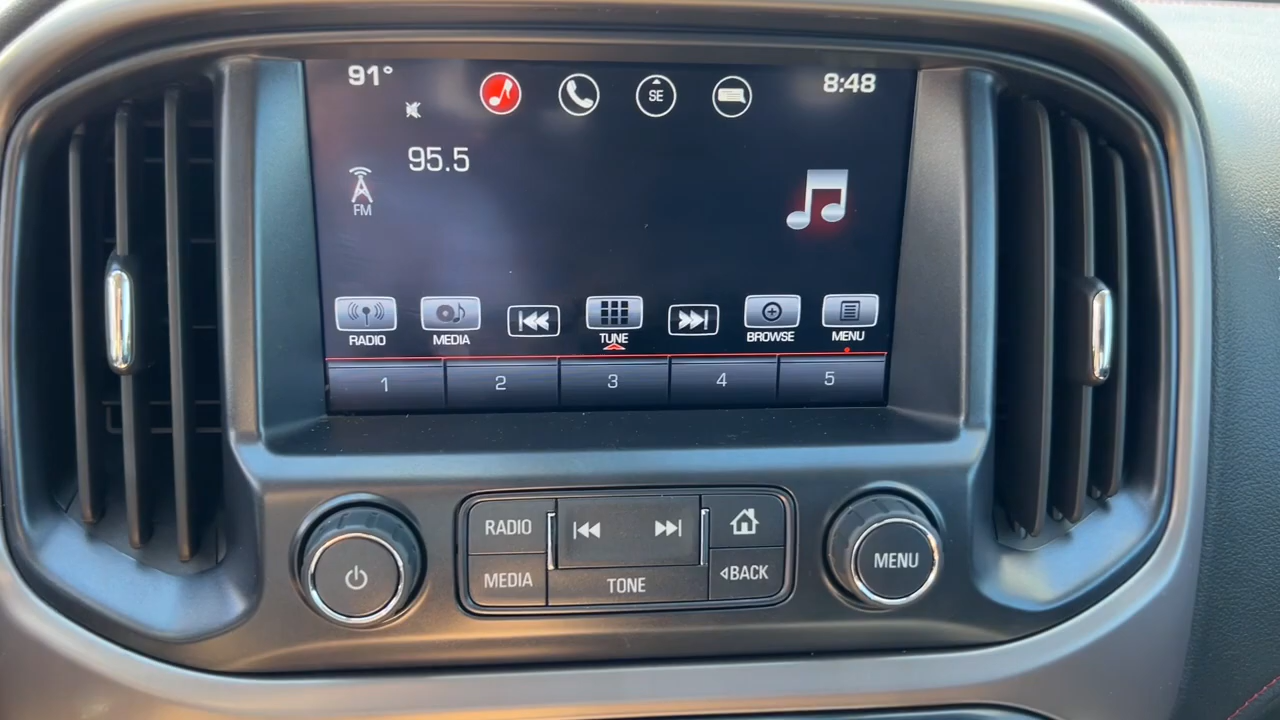 91°
SE
8:48
95.5
FM
RADIO
MEDIA
TUNE
BROWSE
MENU
1
2
3
4
5
RADIO
MEDIA
TONE
BACK
MENU